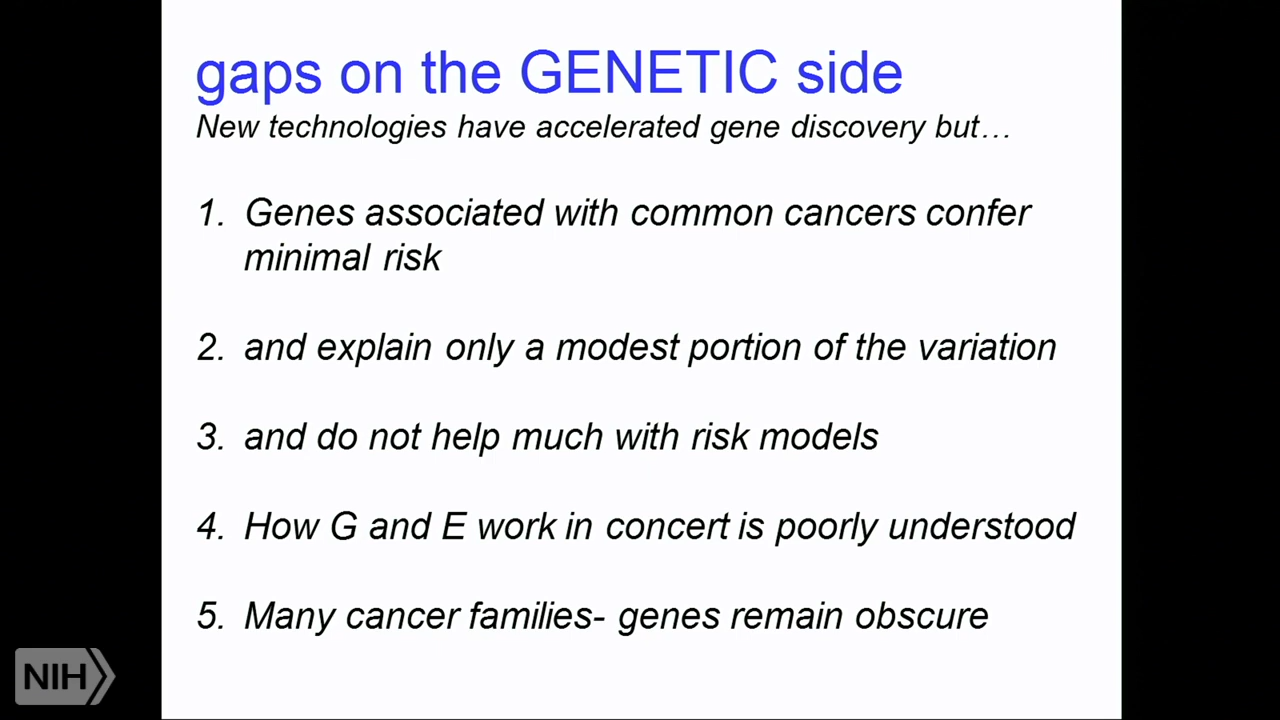 gaps on the GENETIC side
New technologies have accelerated gene discovery but…
1. Genes associated with common cancers confer
minimal risk
2. and explain only a modest portion of the variation
3. and do not help much with risk models
4. How G and E work in concert is poorly understood
5. Many cancer families- genes remain obscure
NIH